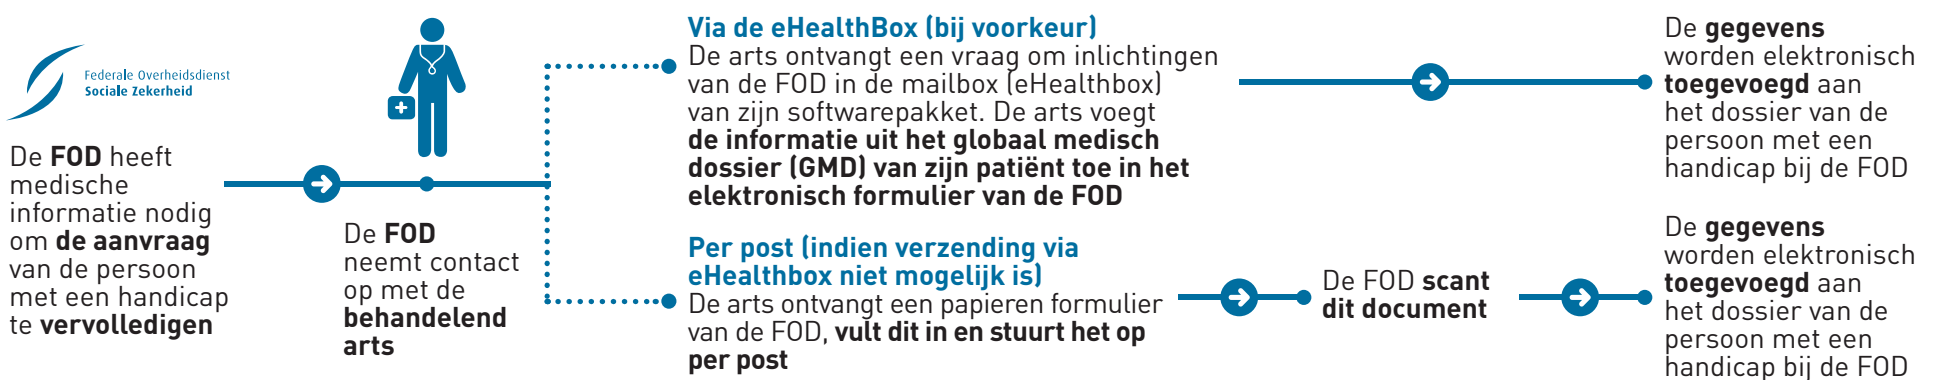 Federale Overheidsdienst
Sociale Zekerheid
De FOD heeft
medische
informatie nodig
om de aanvraag
van de persoon
met een handicap
te vervolledigen
De FOD
neemt contact
op met de
behandelend
arts
Via de eHealthBox (bij voorkeur)
De arts ontvangt een vraag om inlichtingen
van de FOD in de mailbox (eHealthbox)
van zijn softwarepakket. De arts voegt
de informatie uit het globaal medisch
dossier (GMD) van zijn patiënt toe in het
elektronisch formulier van de FOD
De gegevens
worden elektronisch
toegevoegd aan
het dossier van de
persoon met een
handicap bij de FOD
Per post (indien verzending via
eHealthbox niet mogelijk is)
De arts ontvangt een papieren formulier
van de FOD, vult dit in en stuurt het op
per post
De FOD scant
dit document
De gegevens
worden elektronisch
toegevoegd aan
het dossier van de
persoon met een
handicap bij de FOD